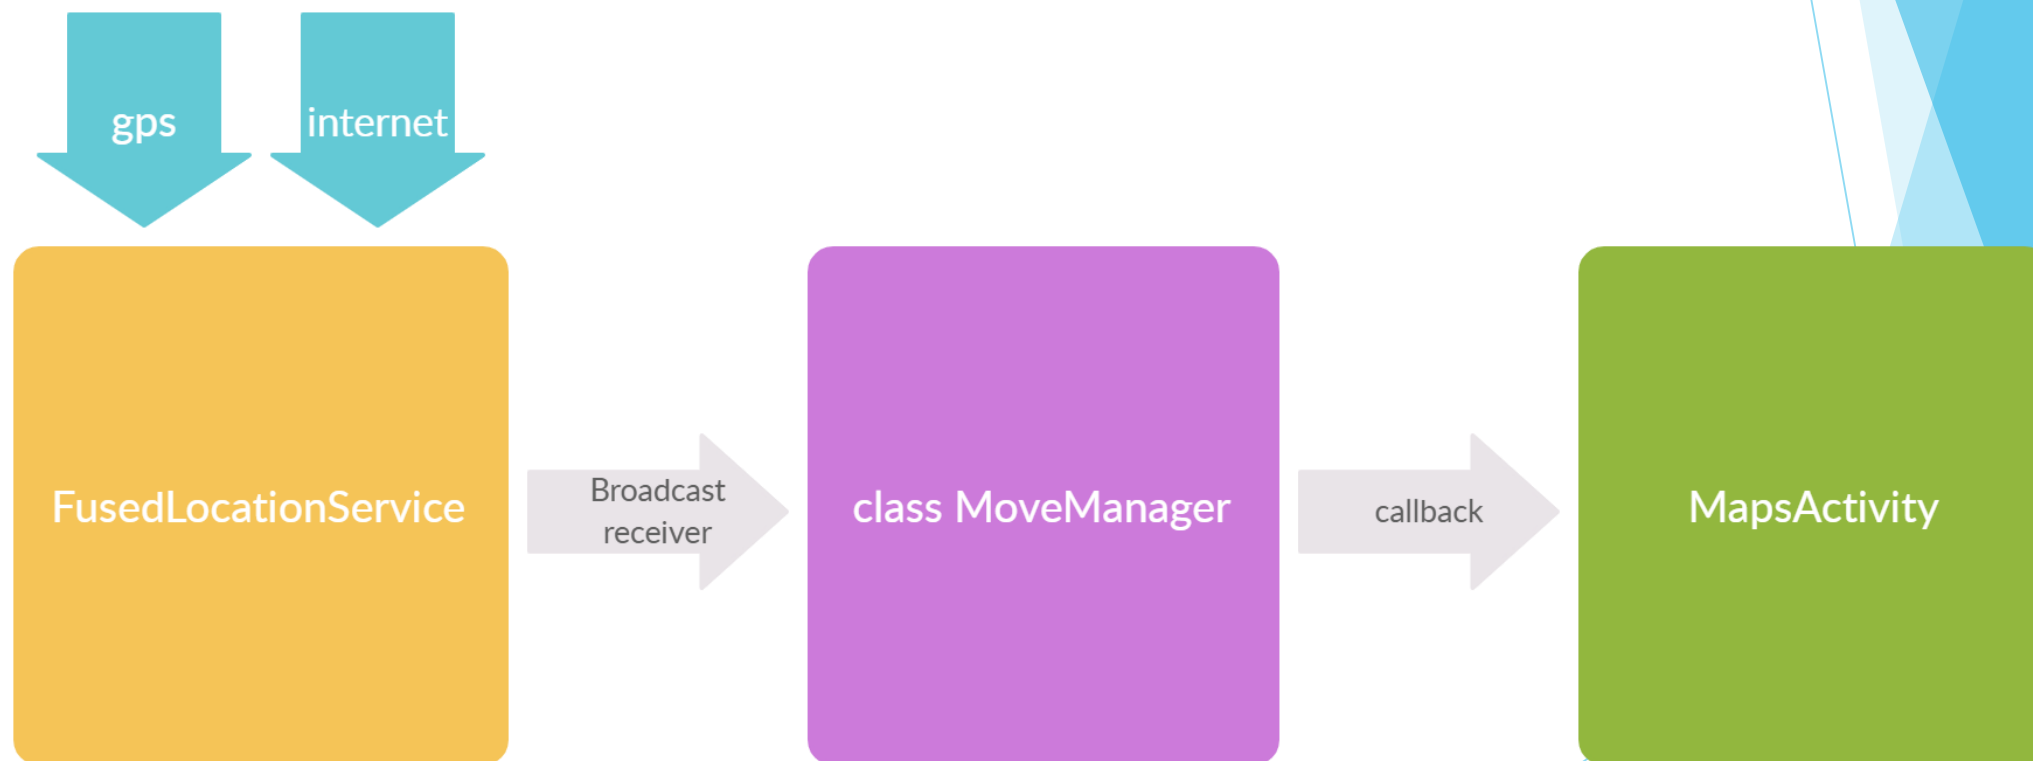 gps
internet
FusedLocationService
Broadcast
receiver
class MoveManager
callback
MapsActivity